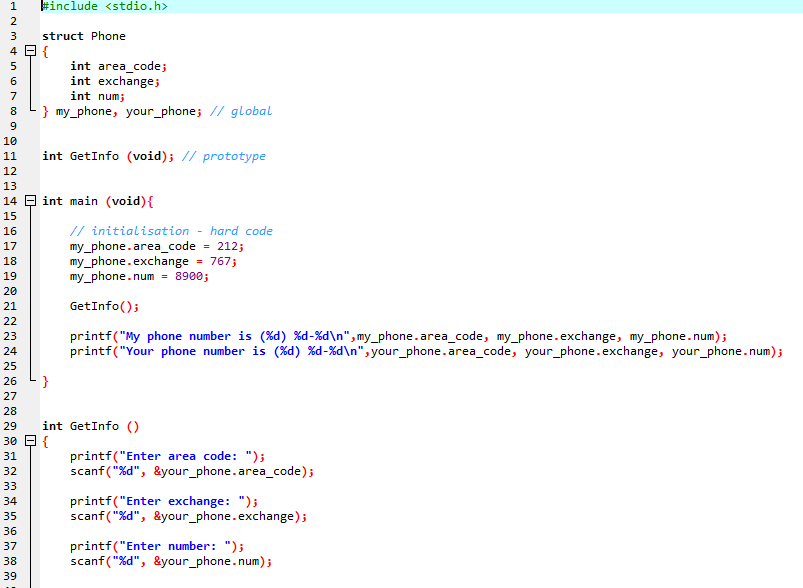 1 #include <stdio.h>
2
3 struct Phone
4 {
5 int area_code;
6 int exchange;
7 int num;
8 } my_phone, your_phone; // global
9
10
11 int GetInfo (void); // prototype
12
13
14 int main (void){
15
16 // initialisation - hard code
17 my_phone.area_code = 212;
18 my_phone.exchange = 767;
19 my_phone.num = 8900;
20
21 GetInfo();
22
23 printf("My phone number is (%d) %d-%d\n",my_phone.area_code, my_phone.exchange, my_phone.num);
24 printf("Your phone number is (%d) %d-%d\n",your_phone.area_code, your_phone.exchange, your_phone.num);
25
26 }
27
28
29 int GetInfo ()
30 {
31 printf("Enter area code: ");
32 scanf("%d", &your_phone.area_code);
33
34 printf("Enter exchange: ");
35 scanf("%d", &your_phone.exchange);
36
37 printf("Enter number: ");
38 scanf("%d", &your_phone.num);
39